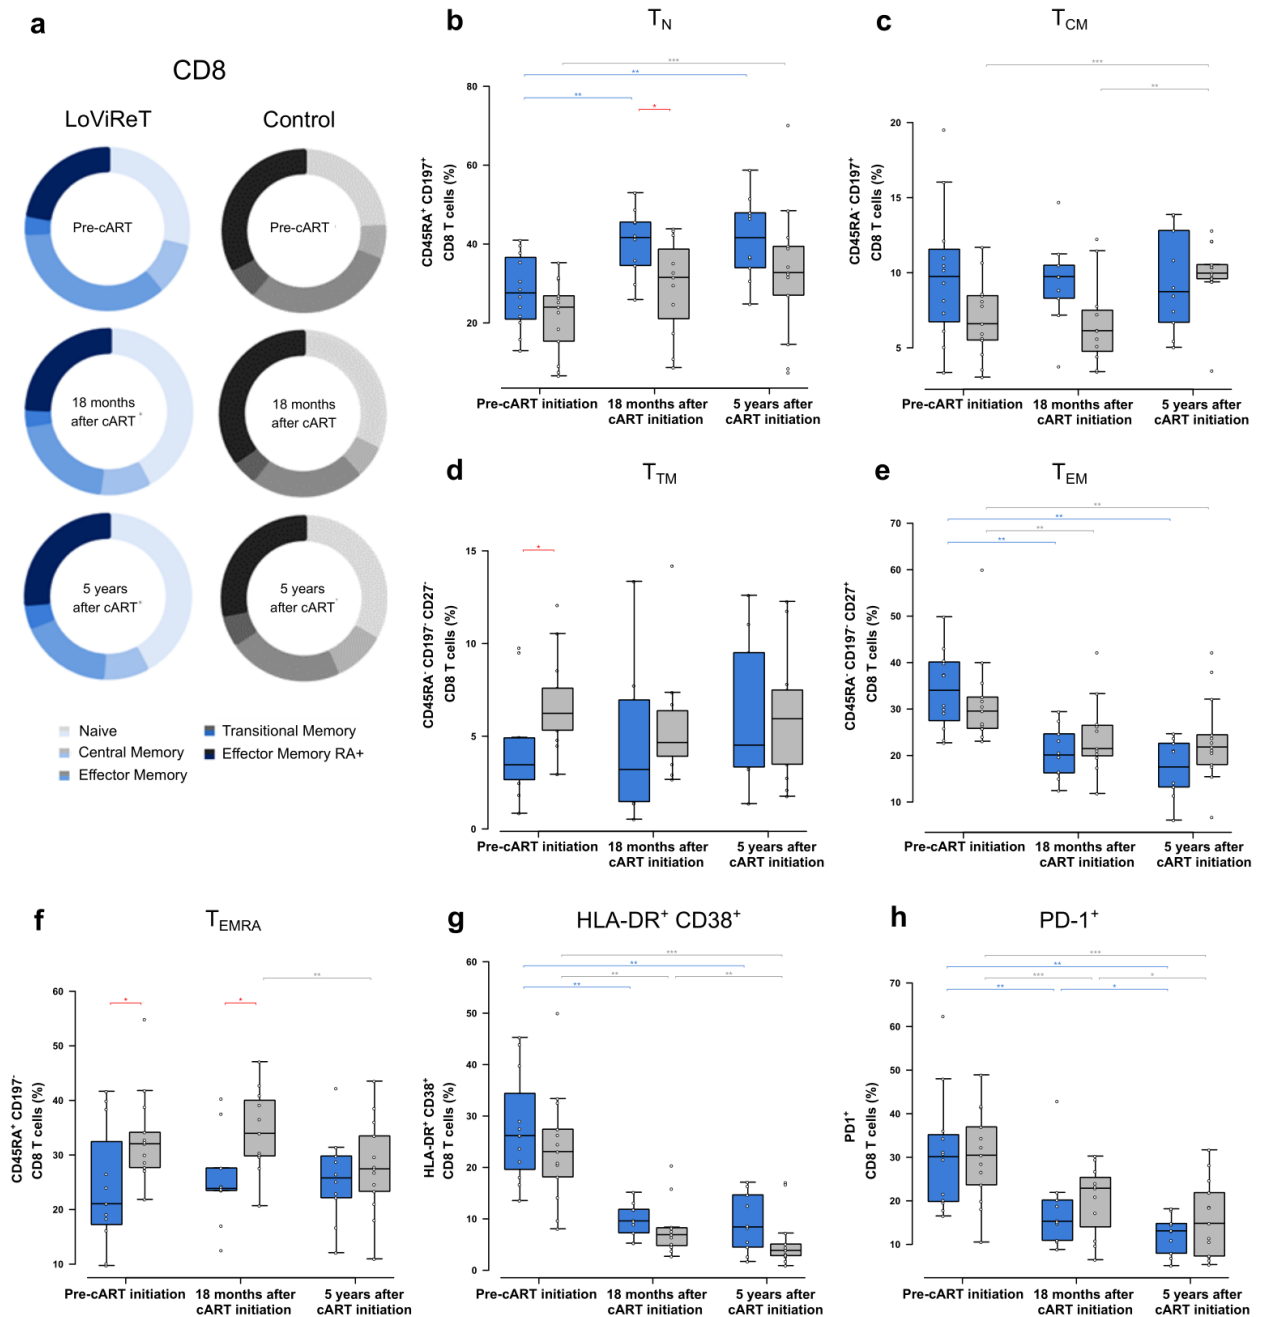 a
CD8
LoViReT Control
Pre-cART Pre-cART
18 months
after cART * 18 months
after cART
5 years
after cART* 5 years
after cART*
Naive
Central Memory
Effector Memory
Transitional Memory
Effector Memory RA+
b
TN
CD45RA+ CD197+
CD8 T cells (%)
80
60
40
20
***
**
**
*
Pre-cART initiation 18 months after
cART initiation 5 years after
cART initiation
c
TCM
CD45RA- CD197+
CD8 T cells (%)
20
15
10
5
***
**
Pre-cART initiation 18 months after
cART initiation 5 years after
cART initiation
d
TTM
CD45RA- CD197- CD27-
CD8 T cells (%)
15
10
5
0
*
Pre-cART initiation 18 months after
cART initiation 5 years after
cART initiation
e
TEM
CD45RA- CD197- CD27+
CD8 T cells (%)
70
60
50
40
30
20
10
**
**
**
**
Pre-cART initiation 18 months after
cART initiation 5 years after
cART initiation
f
TEMRA
CD45RA+ CD197-
CD8 T cells (%)
60
50
40
30
20
10
**
* *
Pre-cART initiation 18 months after
cART initiation 5 years after
cART initiation
g
HLA-DR+ CD38+
HLA-DR+ CD38+
CD8 T cells (%)
60
50
40
30
20
10
0
***
**
** **
**
Pre-cART initiation 18 months after
cART initiation 5 years after
cART initiation
h
PD-1+
PD1+
CD8 T cells (%)
70
60
50
40
30
20
10
***
**
*** *
** *
Pre-cART initiation 18 months after
cART initiation 5 years after
cART initiation